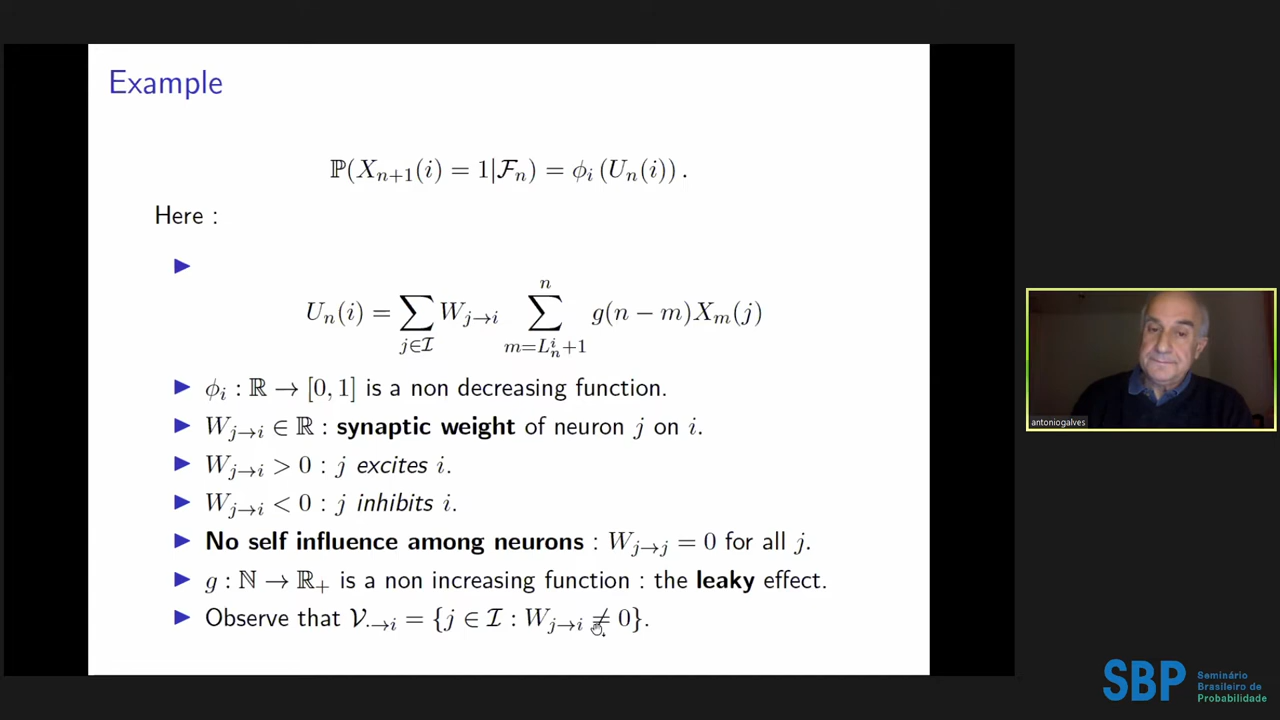 Example
ℙ(X_{n+1}(i) = 1|ℱ_n) = ϕ_i (U_n(i)) .
Here :
U_n(i) = ∑_{j∈ℐ} W_{j→i} ∑_{m=L_n^i+1}^{n} g(n − m)X_m(j)
ϕ_i : ℝ → [0, 1] is a non decreasing function.
W_{j→i} ∈ ℝ : synaptic weight of neuron j on i.
W_{j→i} > 0 : j excites i.
W_{j→i} < 0 : j inhibits i.
No self influence among neurons : W_{j→j} = 0 for all j.
g : ℕ → ℝ_+ is a non increasing function : the leaky effect.
Observe that 𝒱_{·→i} = {j ∈ ℐ : W_{j→i} ≠ 0}.
antoniogalves
SBP
Seminário
Brasileiro de
Probabilidade